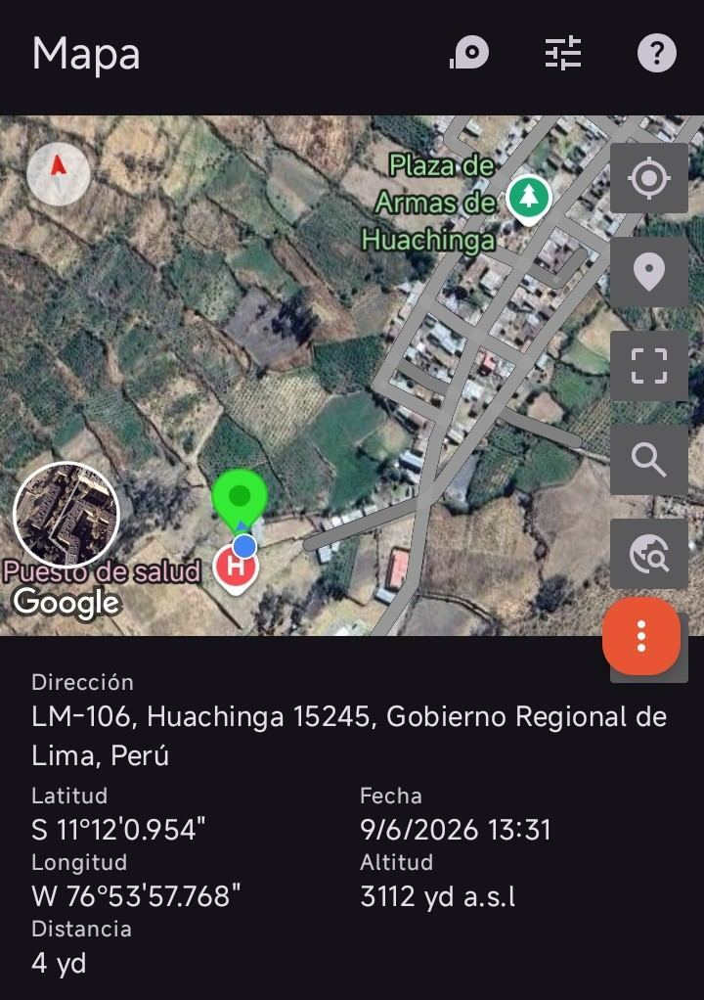 Mapa
Plaza de
Armas de
Huachinga
H
Puesto de salud
Google
Dirección
LM-106, Huachinga 15245, Gobierno Regional de
Lima, Perú
Latitud
S 11°12'0.954"
Fecha
9/6/2026 13:31
Longitud
W 76°53'57.768"
Altitud
3112 yd a.s.l
Distancia
4 yd